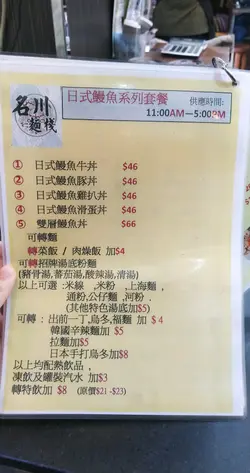 名川
麵棧
日式鰻魚系列套餐
供應時間:
11:00AM—5:00PM
① 日式鰻魚牛丼 $46
② 日式鰻魚豚丼 $46
③ 日式鰻魚雞扒丼 $46
④ 日式鰻魚滑蛋丼 $46
⑤ 雙層鰻魚丼 $66
可轉麵
轉菜飯 / 肉燥飯 加$4
可轉招牌湯底粉麵
(豬骨湯,蕃茄湯,酸辣湯,清湯)
以上可選 :米線 ,米粉 ,上海麵 ,
通粉,公仔麵 ,河粉 .
(其他特色湯底加$5)
可轉 : 出前一丁,烏冬,福麵 加 $4
韓國辛辣麵加 $5
拉麵加$5
日本手打烏冬加$8
以上均配熱飲品 ,
凍飲及罐裝汽水 加$3
轉特飲加 $8 (原價$21 -$23)